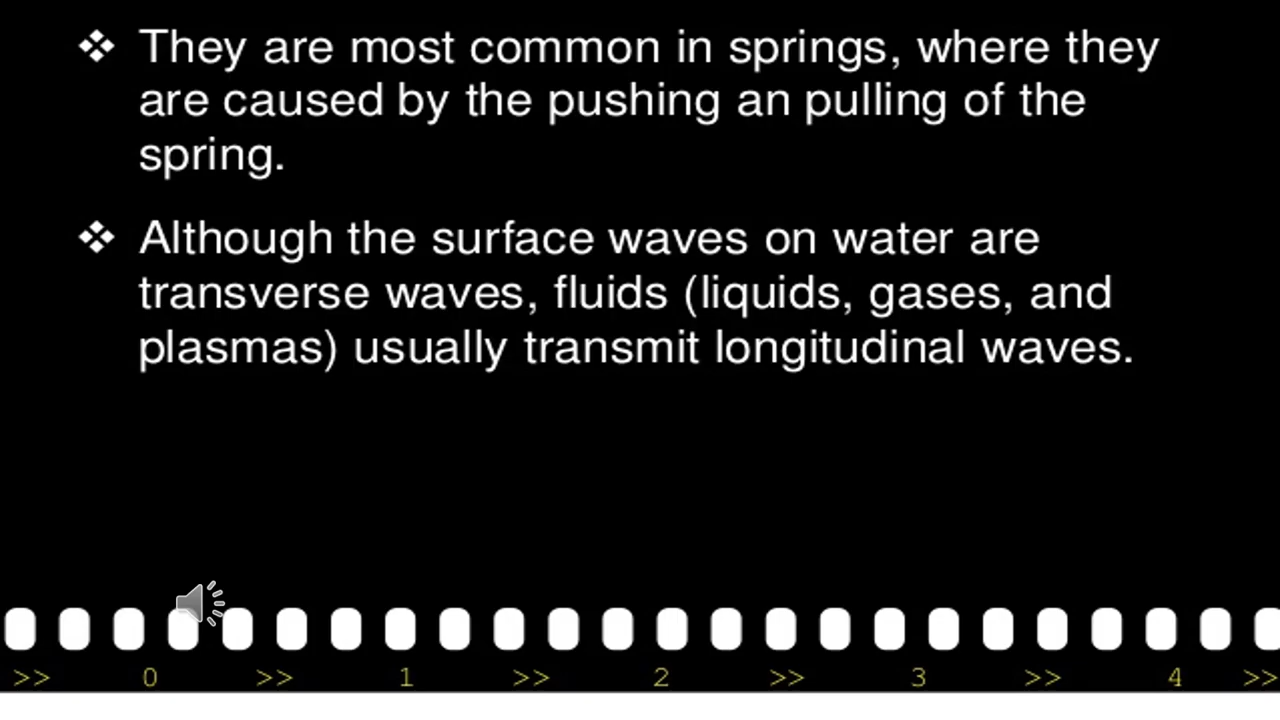 ❖ They are most common in springs, where they
are caused by the pushing an pulling of the
spring.
❖ Although the surface waves on water are
transverse waves, fluids (liquids, gases, and
plasmas) usually transmit longitudinal waves.
>> 0 >> 1 >> 2 >> 3 >> 4 >>